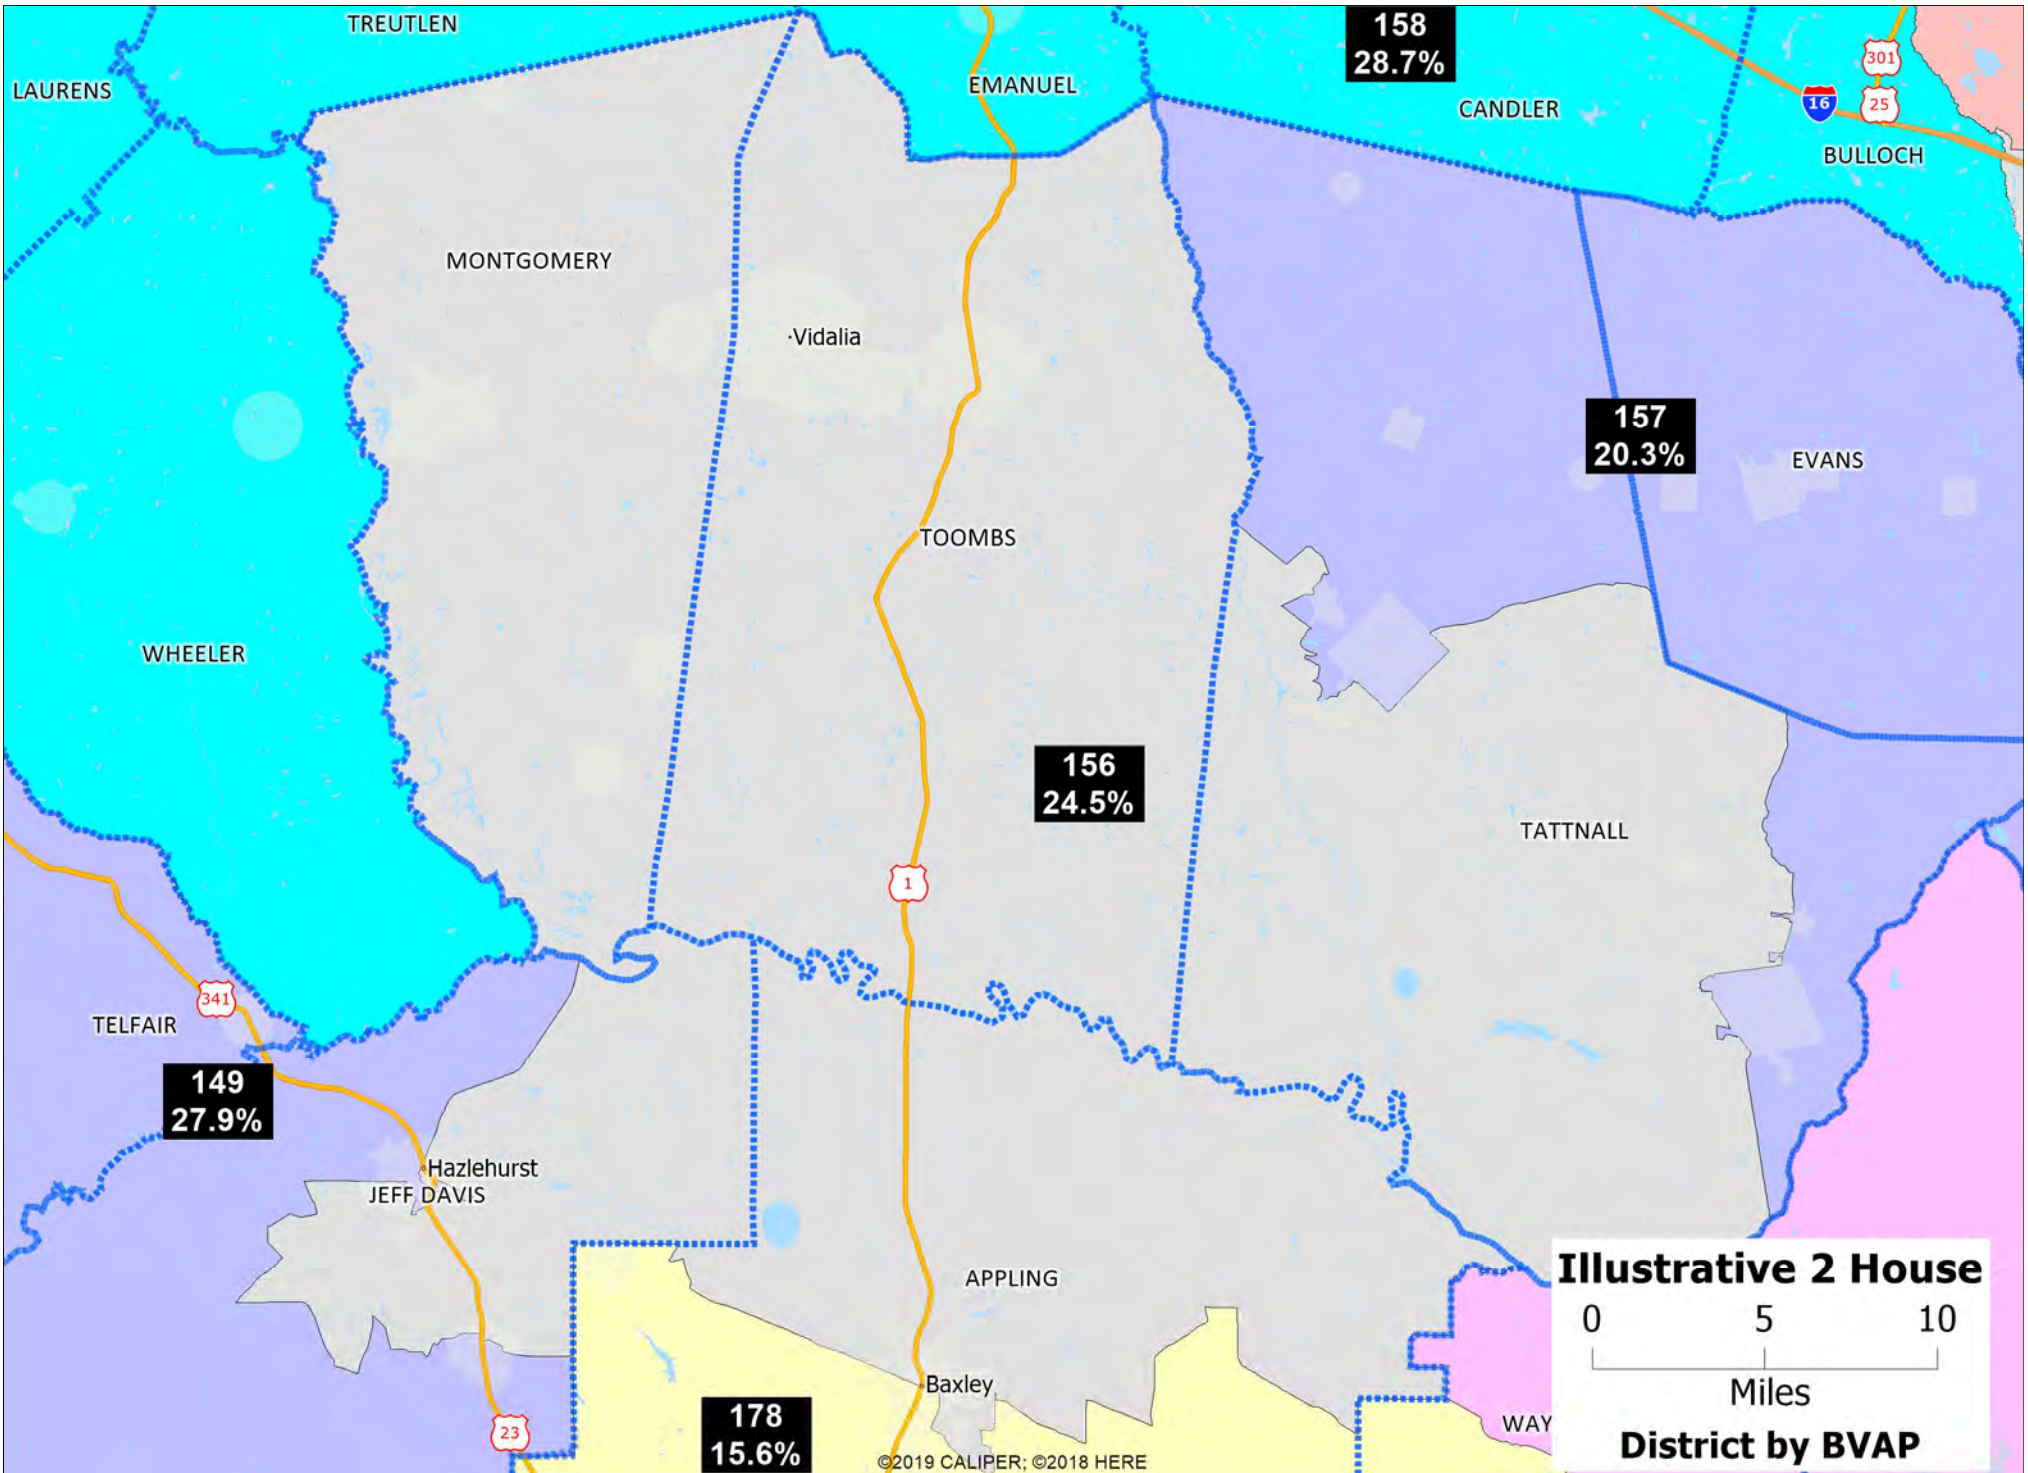 TREUTLEN
158
28.7%
LAURENS
EMANUEL
CANDLER
301
16
25
BULLOCH
MONTGOMERY
Vidalia
157
20.3%
EVANS
TOOMBS
WHEELER
156
24.5%
TATTNALL
1
341
TELFAIR
149
27.9%
Hazlehurst
JEFF DAVIS
APPLING
Illustrative 2 House
0 5 10
Miles
District by BVAP
Baxley
178
15.6%
23
WAY
©2019 CALIPER; ©2018 HERE